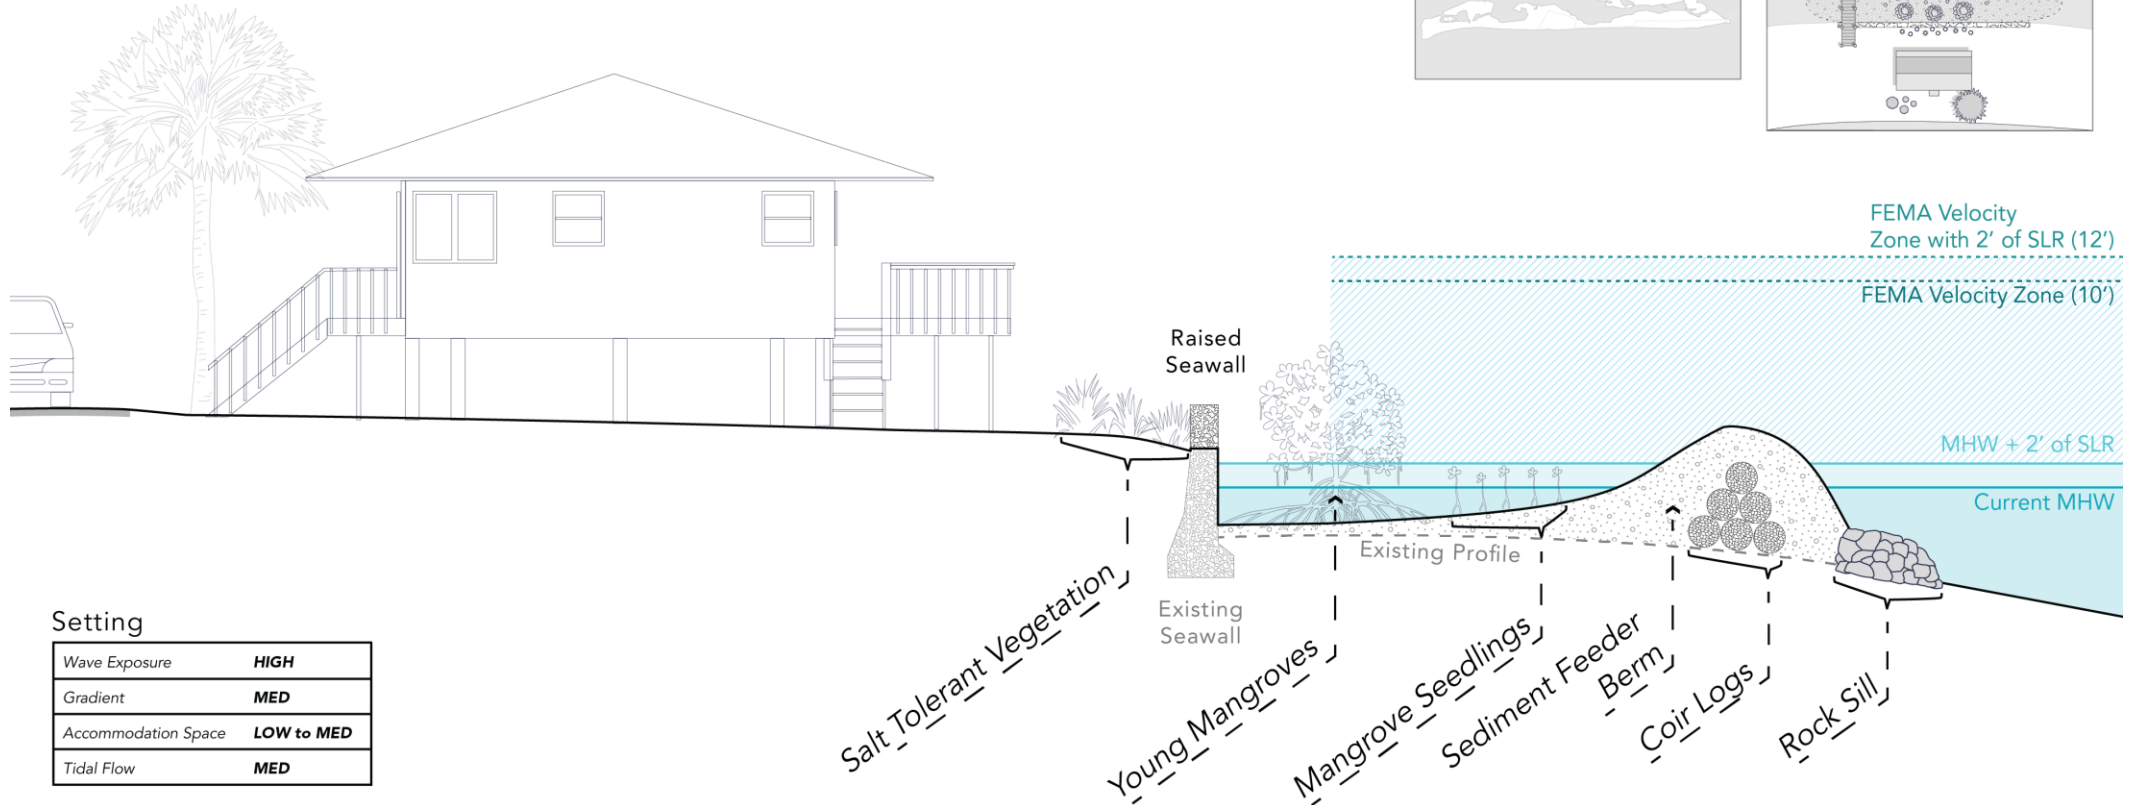 FEMA Velocity
Zone with 2’ of SLR (12’)
FEMA Velocity Zone (10’)
Raised
Seawall
MHW + 2’ of SLR
Current MHW
Existing Profile
Existing
Seawall
Salt Tolerant Vegetation
Young Mangroves
Mangrove Seedlings
Sediment Feeder
Berm
Coir Logs
Rock Sill
Setting
Wave Exposure HIGH
Gradient MED
Accommodation Space LOW to MED
Tidal Flow MED